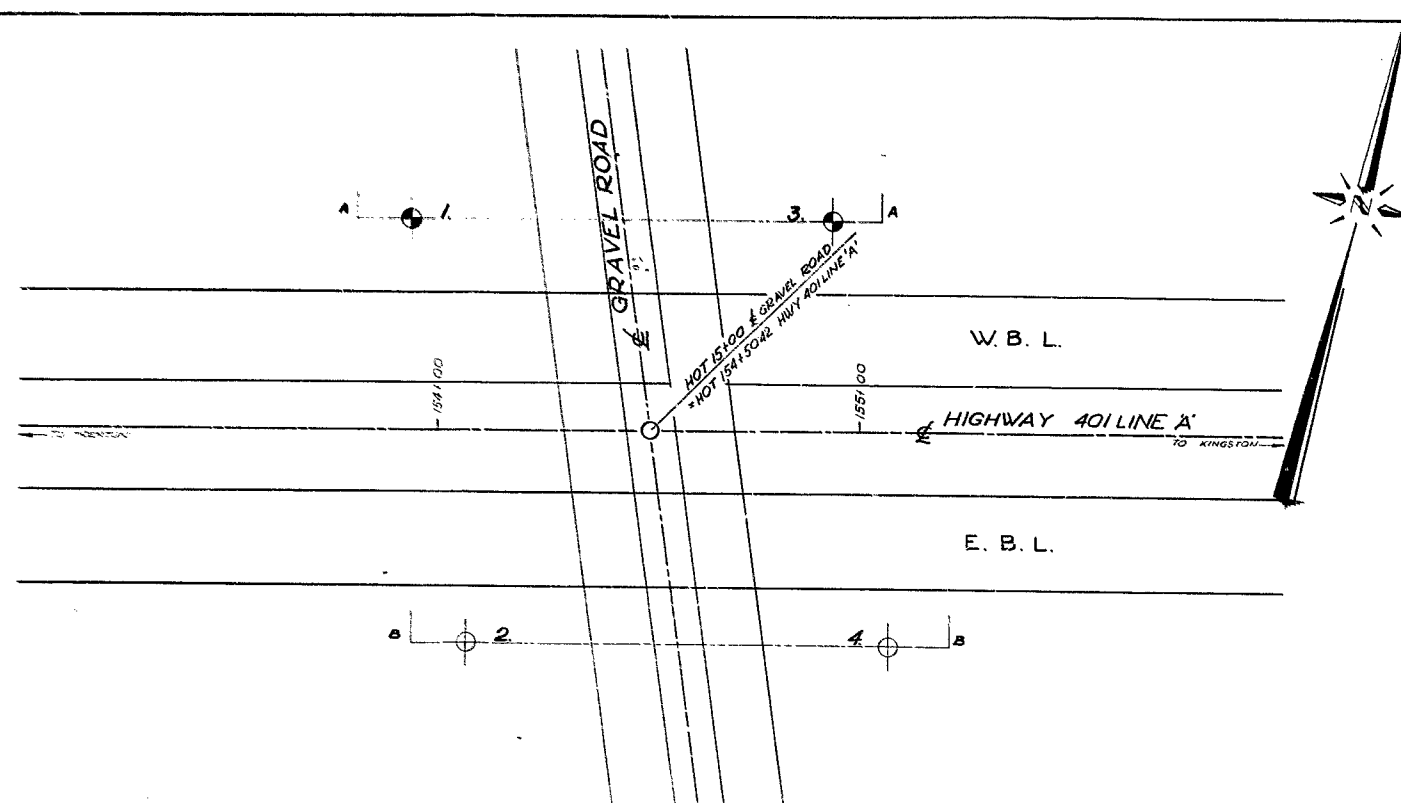 GRAVEL ROAD
℄
A
1.
3.
A
HOT 15+00 ℄ GRAVEL ROAD
=HOT 154+50.42 HWY 401 LINE 'A'
N
W. B. L.
154+00
155+00
℄ HIGHWAY 401 LINE 'A'
TO KINGSTON
E. B. L.
B
2.
4.
B